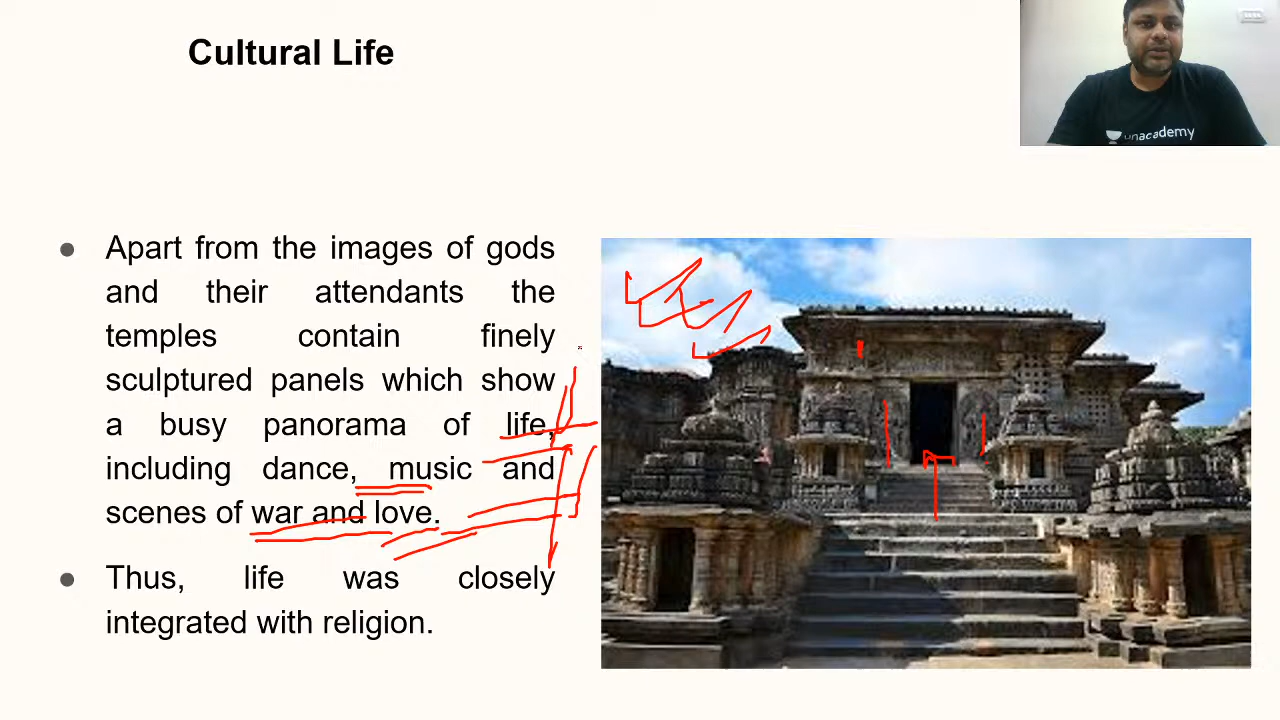 Cultural Life
unacademy
Apart from the images of gods
and their attendants the
temples contain finely
sculptured panels which show
a busy panorama of life,
including dance, music and
scenes of war and love.
Thus, life was closely
integrated with religion.